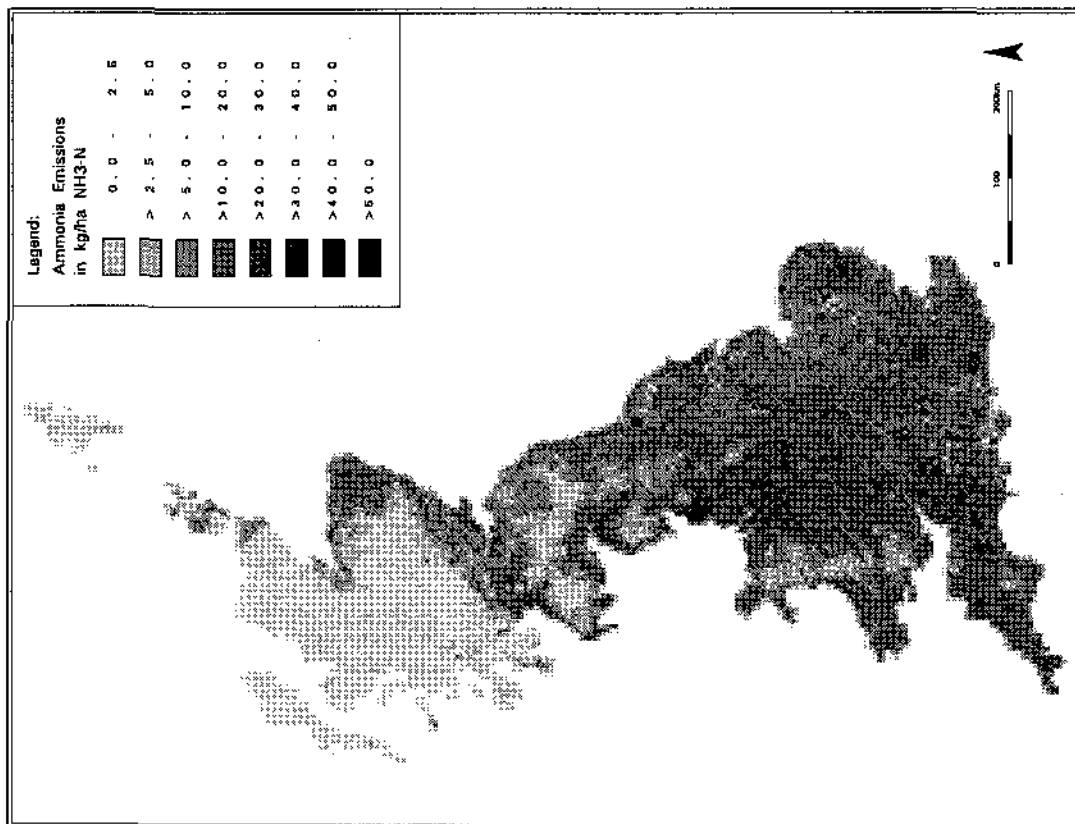 Legend:
Ammonia Emissions
in kg/ha NH3-N
0.0 - 2.5
> 2.5 - 5.0
> 5.0 - 10.0
>10.0 - 20.0
>20.0 - 30.0
>30.0 - 40.0
>40.0 - 50.0
>50.0
0 100 200km